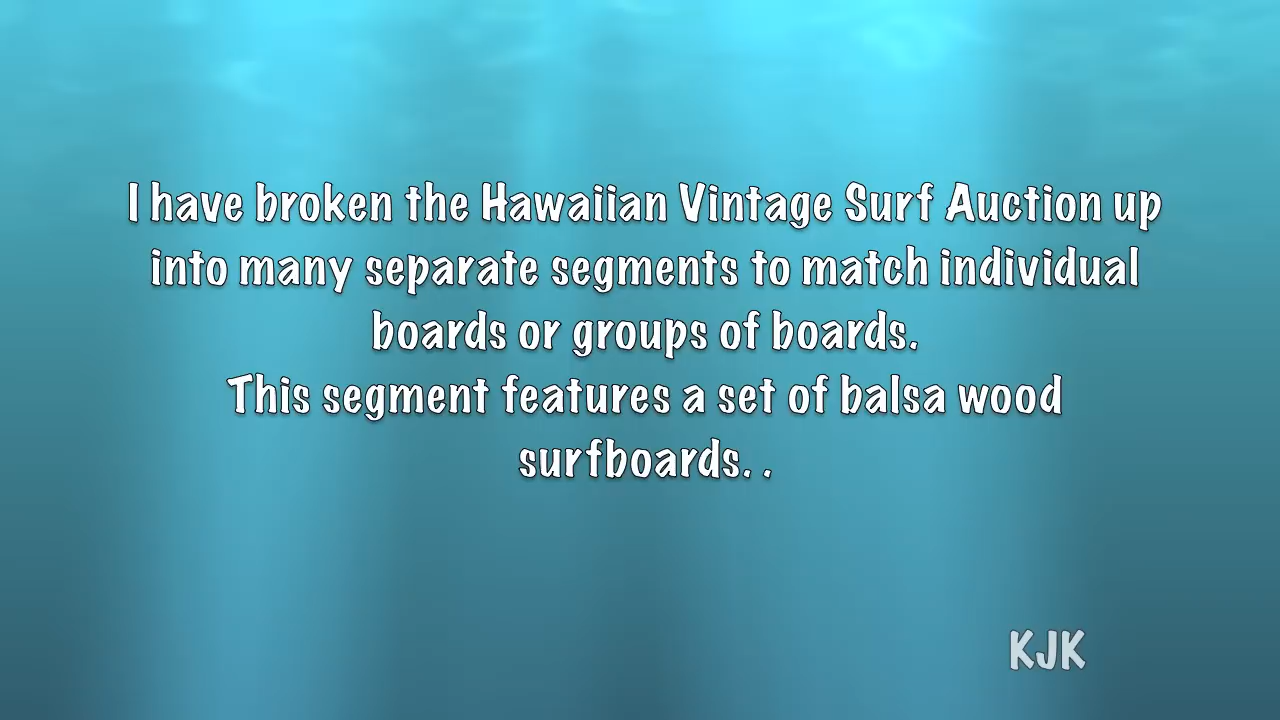 I have broken the Hawaiian Vintage Surf Auction up
into many separate segments to match individual
boards or groups of boards.
This segment features a set of balsa wood
surfboards. .
KJK